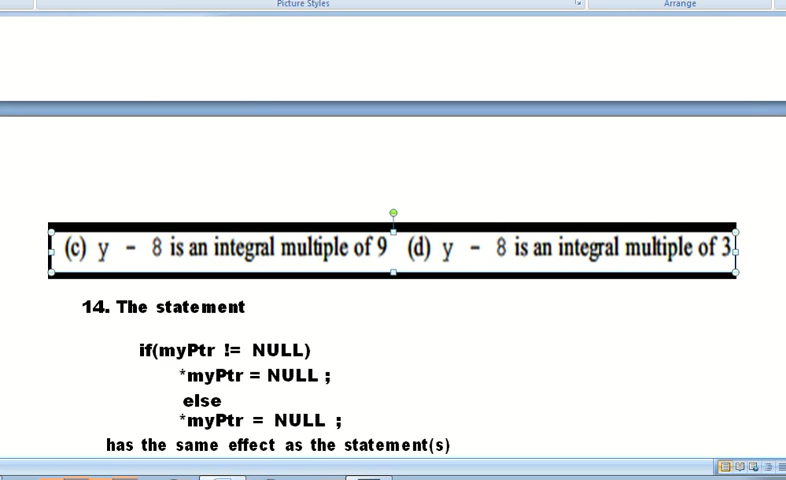 Picture Styles
Arrange
(c) y - 8 is an integral multiple of 9 (d) y - 8 is an integral multiple of 3
14. The statement
if(myPtr != NULL)
*myPtr = NULL ;
else
*myPtr = NULL ;
has the same effect as the statement(s)